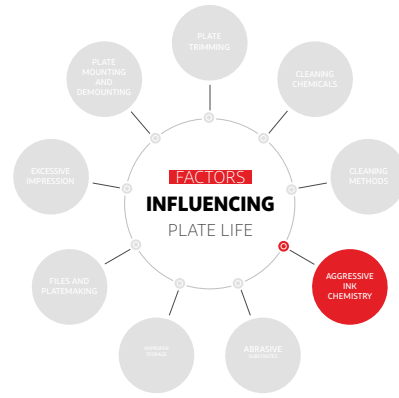 PLATE
TRIMMING
CLEANING
CHEMICALS
CLEANING
METHODS
AGGRESSIVE
INK
CHEMISTRY
ABRASIVE
FILES AND
PLATEMAKING
EXCESSIVE
IMPRESSION
PLATE
MOUNTING
AND
DEMOUNTING
FACTORS
INFLUENCING
PLATE LIFE